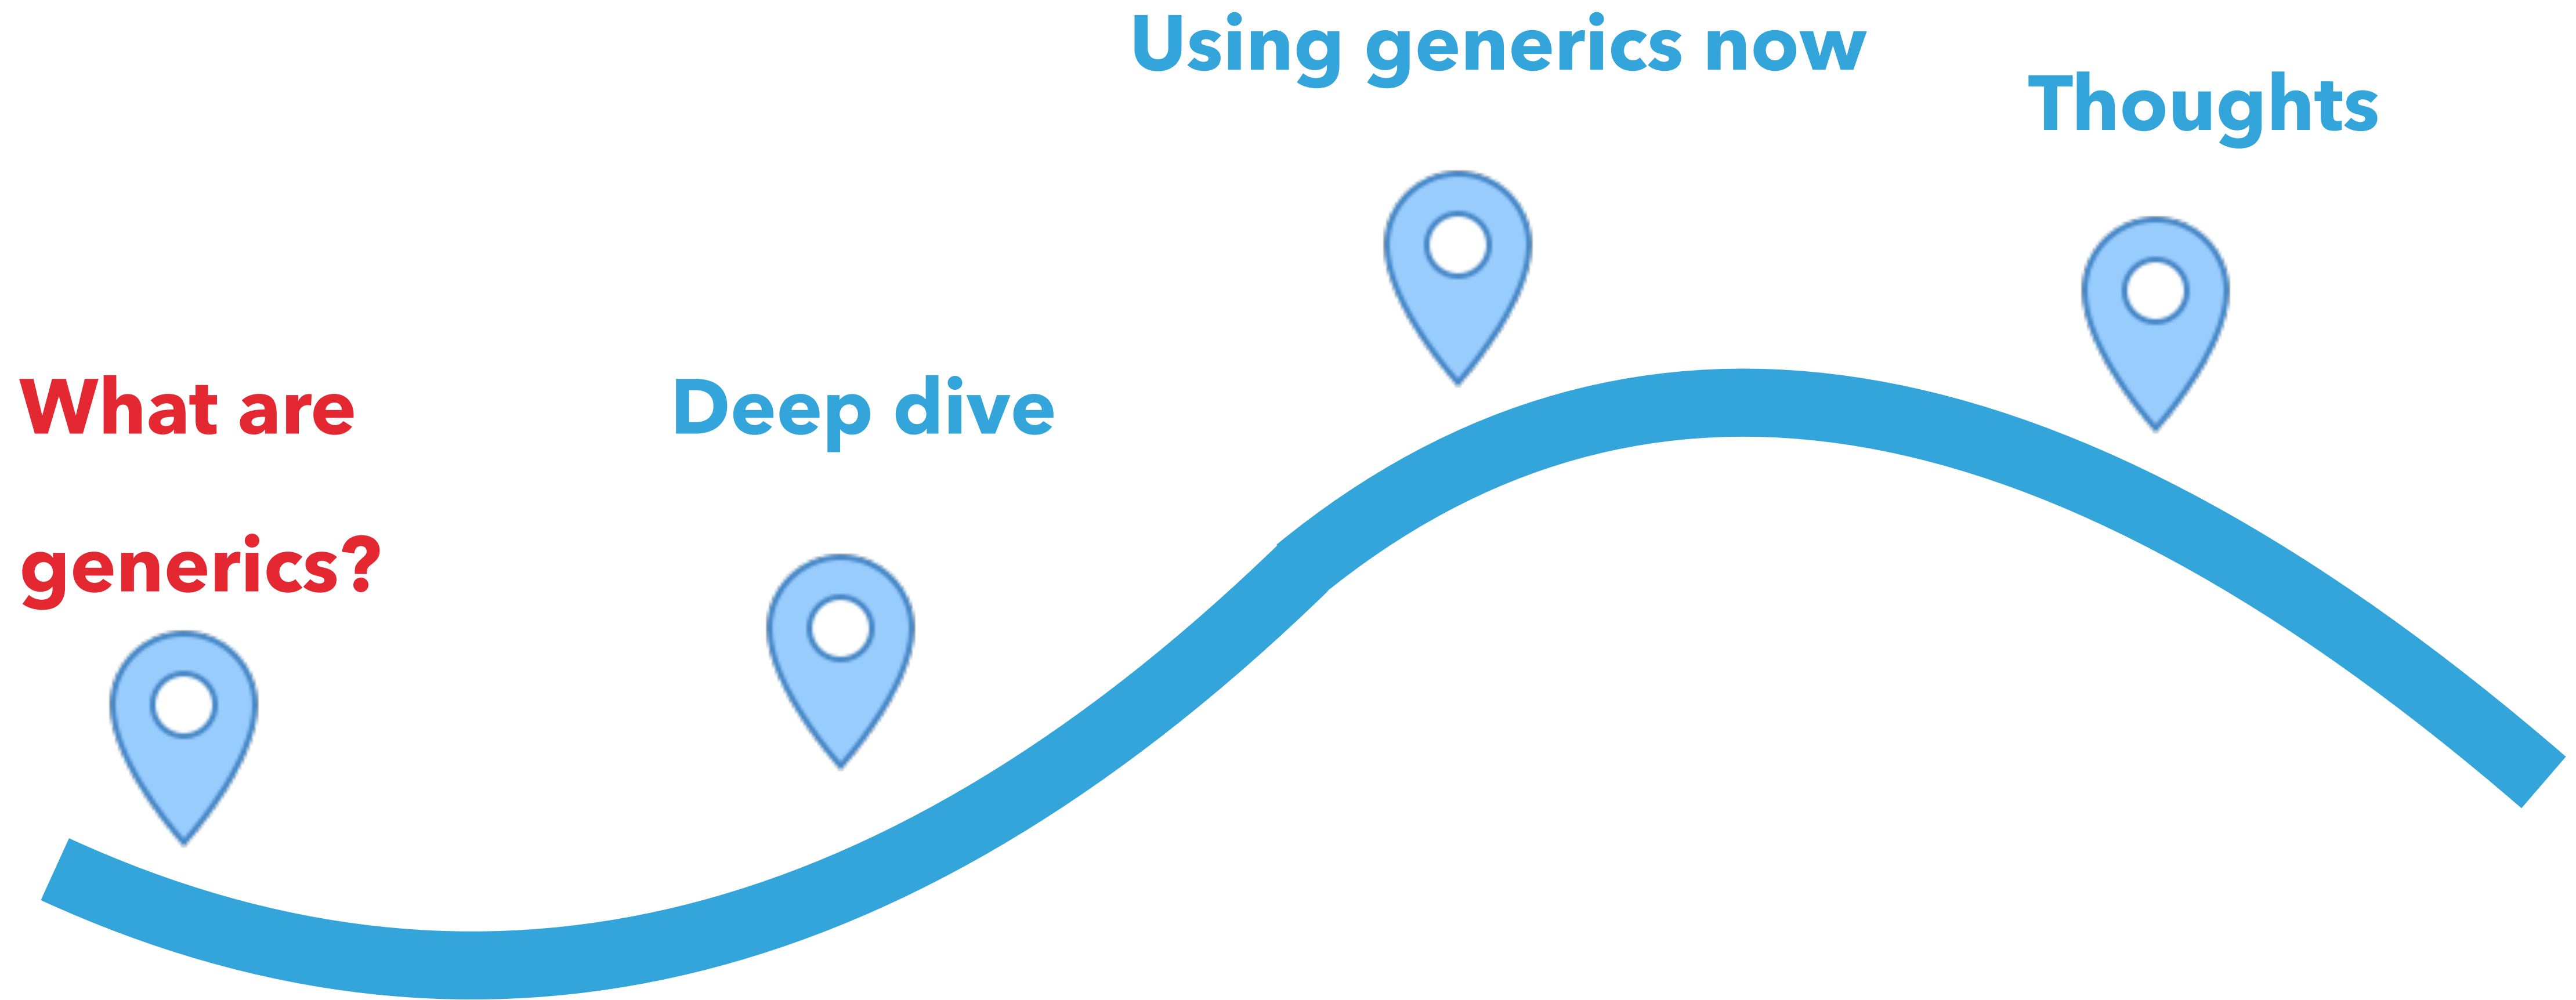 What are
generics?
Deep dive
Using generics now
Thoughts